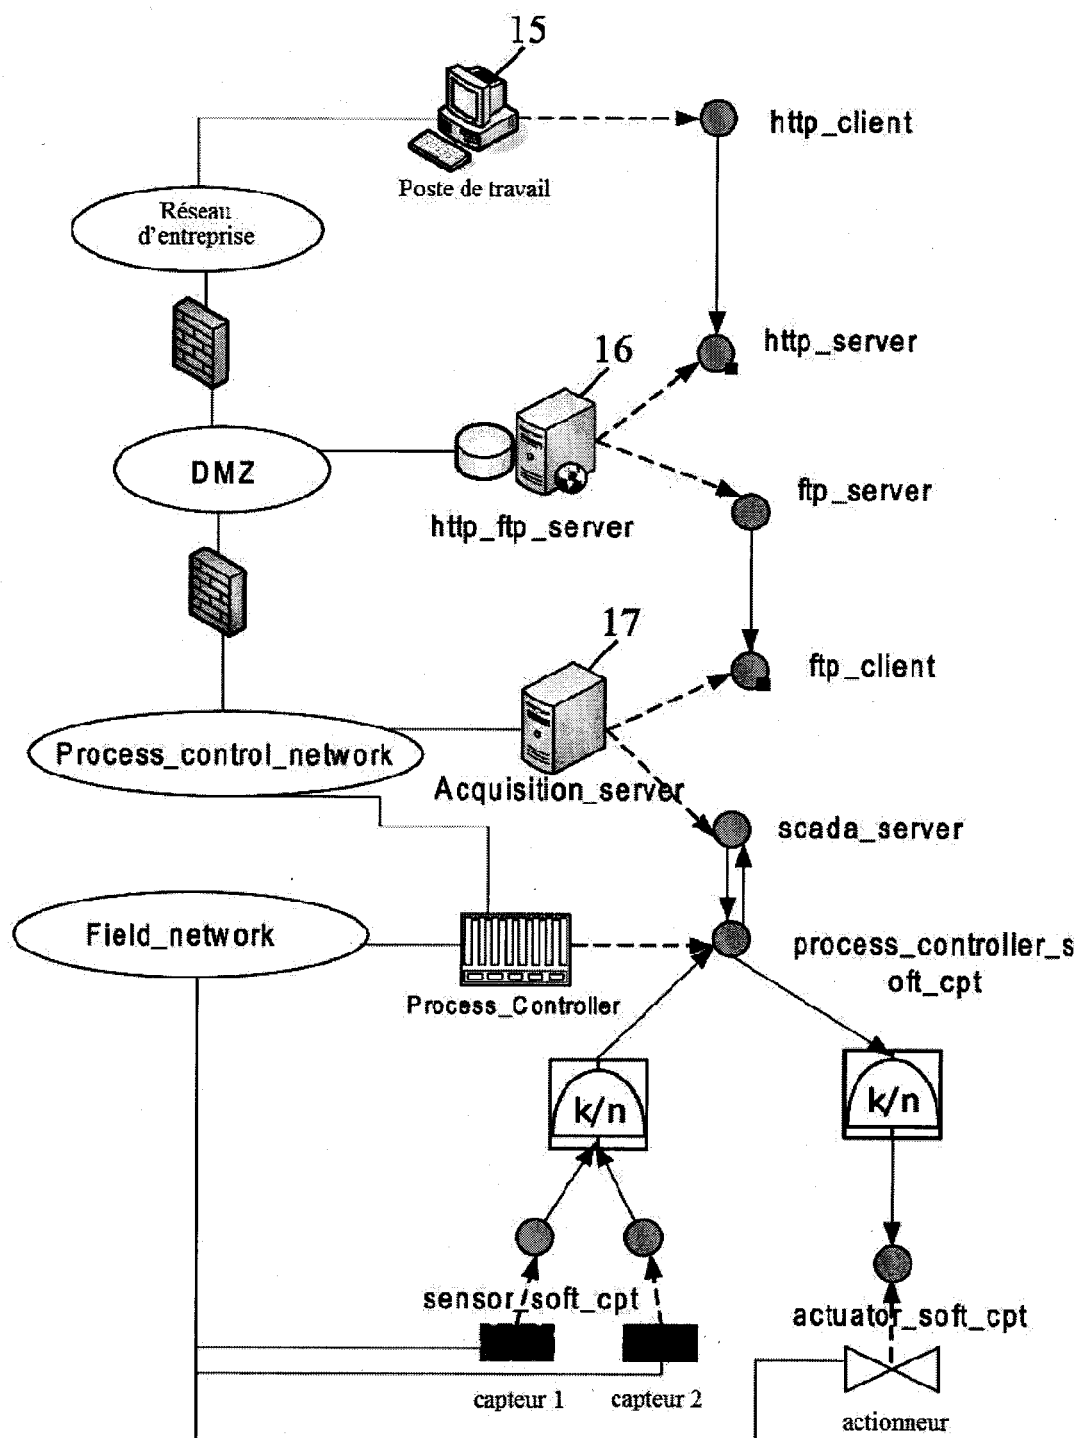 15
http_client
Poste de travail
Réseau
d'entreprise
http_server
16
DMZ
ftp_server
http_ftp_server
17
ftp_client
Process_control_network
Acquisition_server
scada_server
Field_network
process_controller_s
oft_cpt
Process_Controller
k/n
k/n
sensor_soft_cpt
actuator_soft_cpt
capteur 1
capteur 2
actionneur